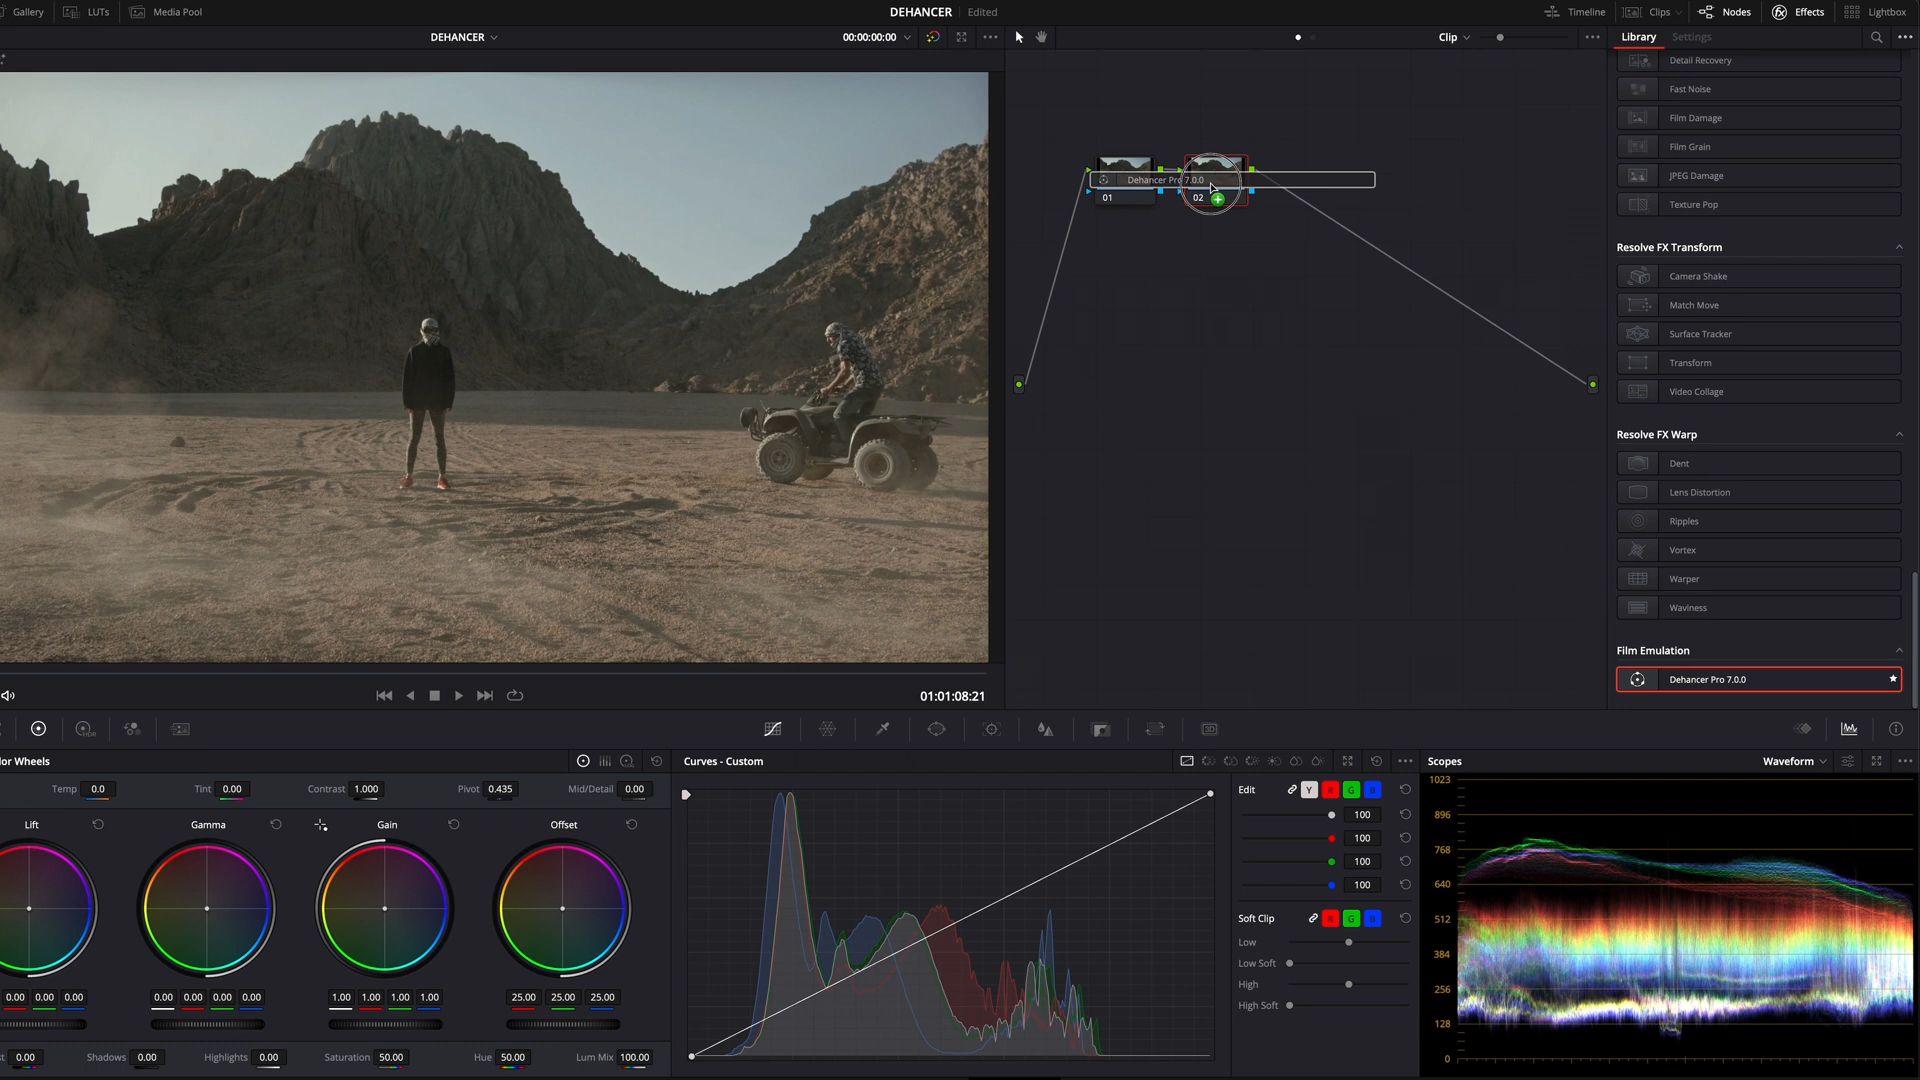 Gallery LUTs Media Pool DEHANCER Edited Timeline Clips Nodes Effects Lightbox
DEHANCER 00:00:00:00 Clip Library Settings
Detail Recovery
Fast Noise
Film Damage
Film Grain
JPEG Damage
Texture Pop
Dehancer Pro 7.0.0
01 02
Resolve FX Transform
Camera Shake
Match Move
Surface Tracker
Transform
Video Collage
Resolve FX Warp
Dent
Lens Distortion
Ripples
Vortex
Warper
Waviness
Film Emulation
Dehancer Pro 7.0.0
01:01:08:21
HDR 3D
or Wheels Curves - Custom Scopes Waveform
Temp 0.0 Tint 0.00 Contrast 1.000 Pivot 0.435 Mid/Detail 0.00
Lift Gamma Gain Offset
0.00 0.00 0.00 0.00 0.00 0.00 0.00 1.00 1.00 1.00 1.00 25.00 25.00 25.00
0.00 Shadows 0.00 Highlights 0.00 Saturation 50.00 Hue 50.00 Lum Mix 100.00
Edit Y R G B
100
100
100
100
Soft Clip R G B
Low
Low Soft
High
High Soft
1023
896
768
640
512
384
256
128
0